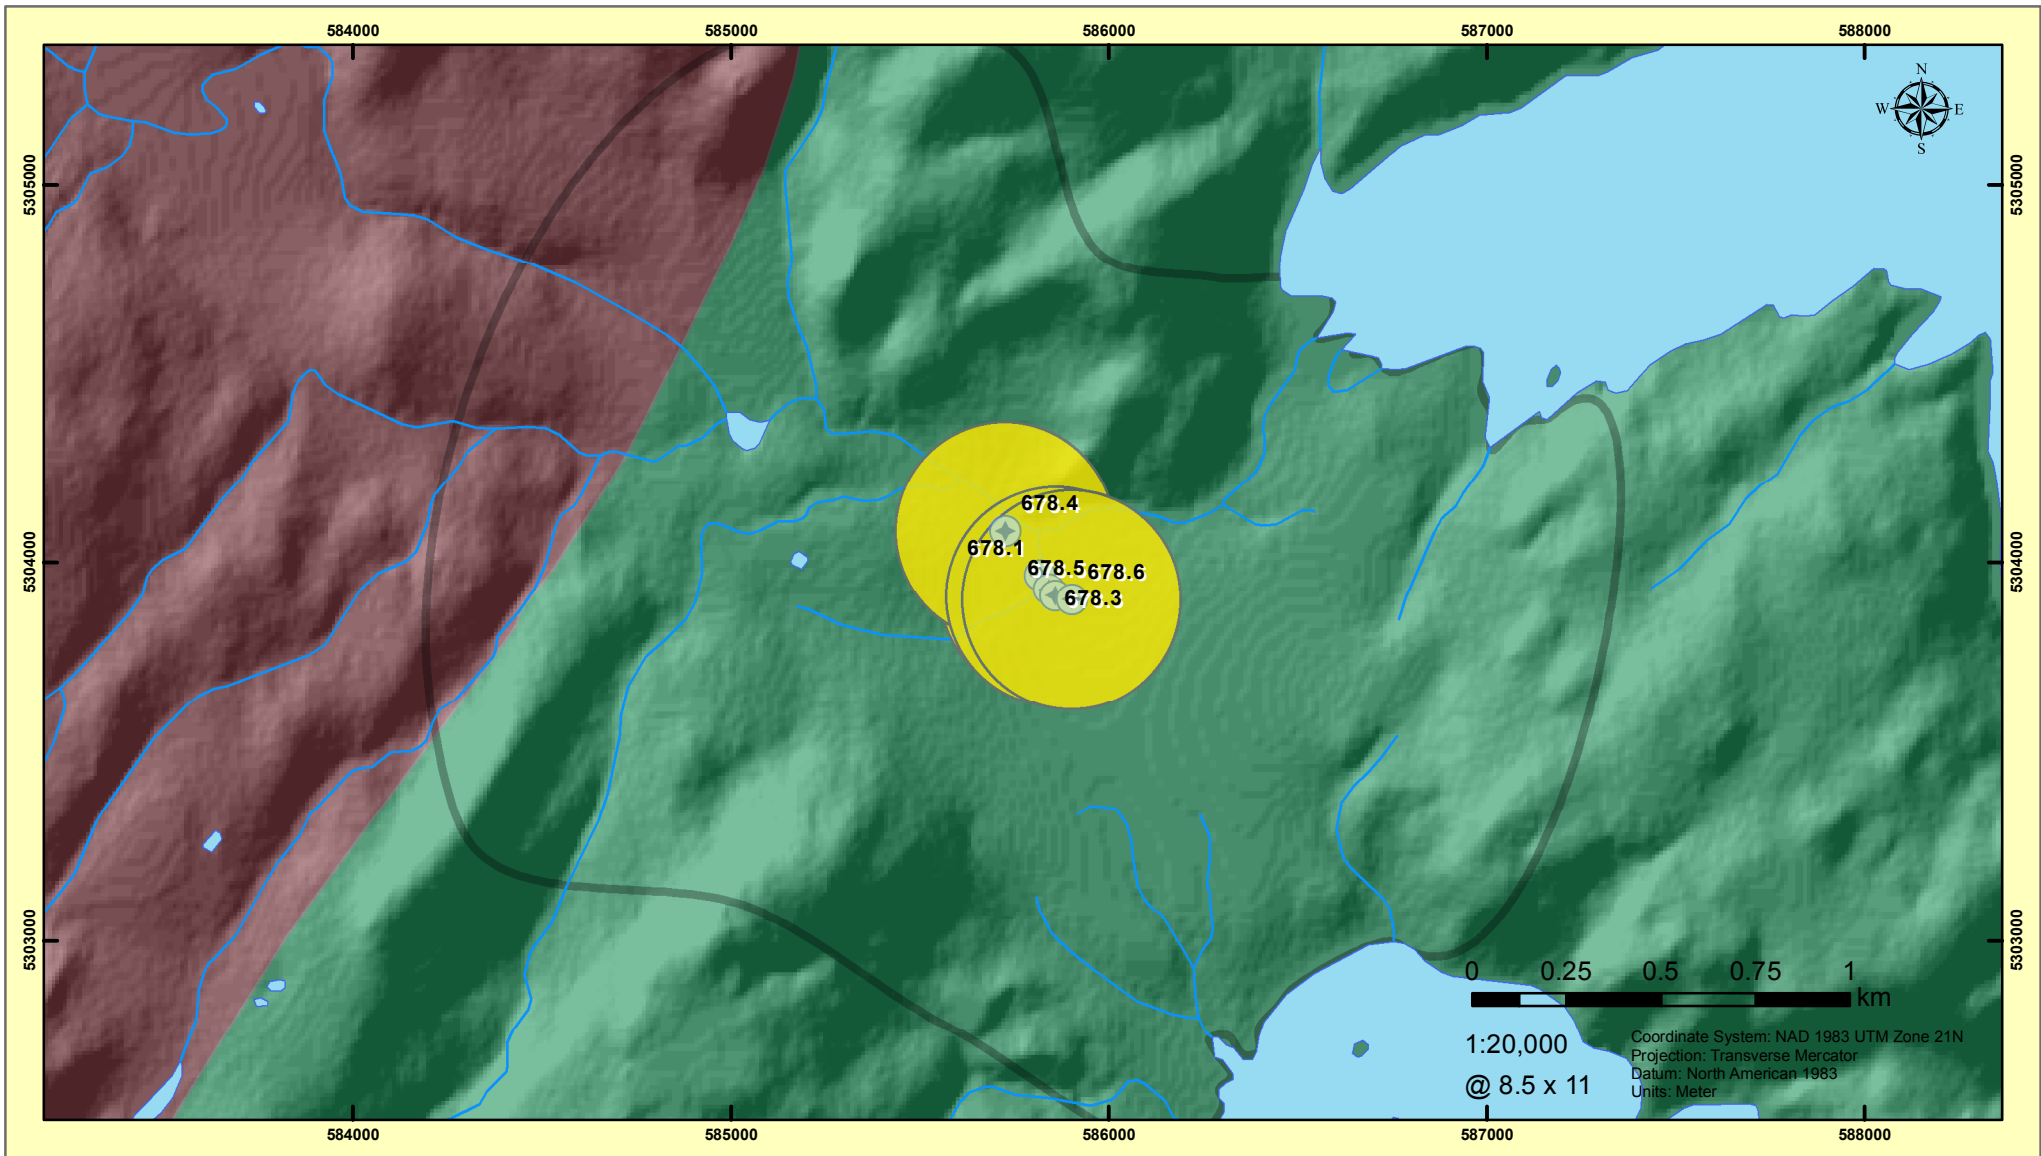 584000 585000 586000 587000 588000
N
W E
S
5305000 5305000
678.4
678.1
678.5 678.6
678.3
5304000 5304000
5303000 5303000
0 0.25 0.5 0.75 1
km
1:20,000
@ 8.5 x 11
Coordinate System: NAD 1983 UTM Zone 21N
Projection: Transverse Mercator
Datum: North American 1983
Units: Meter
584000 585000 586000 587000 588000